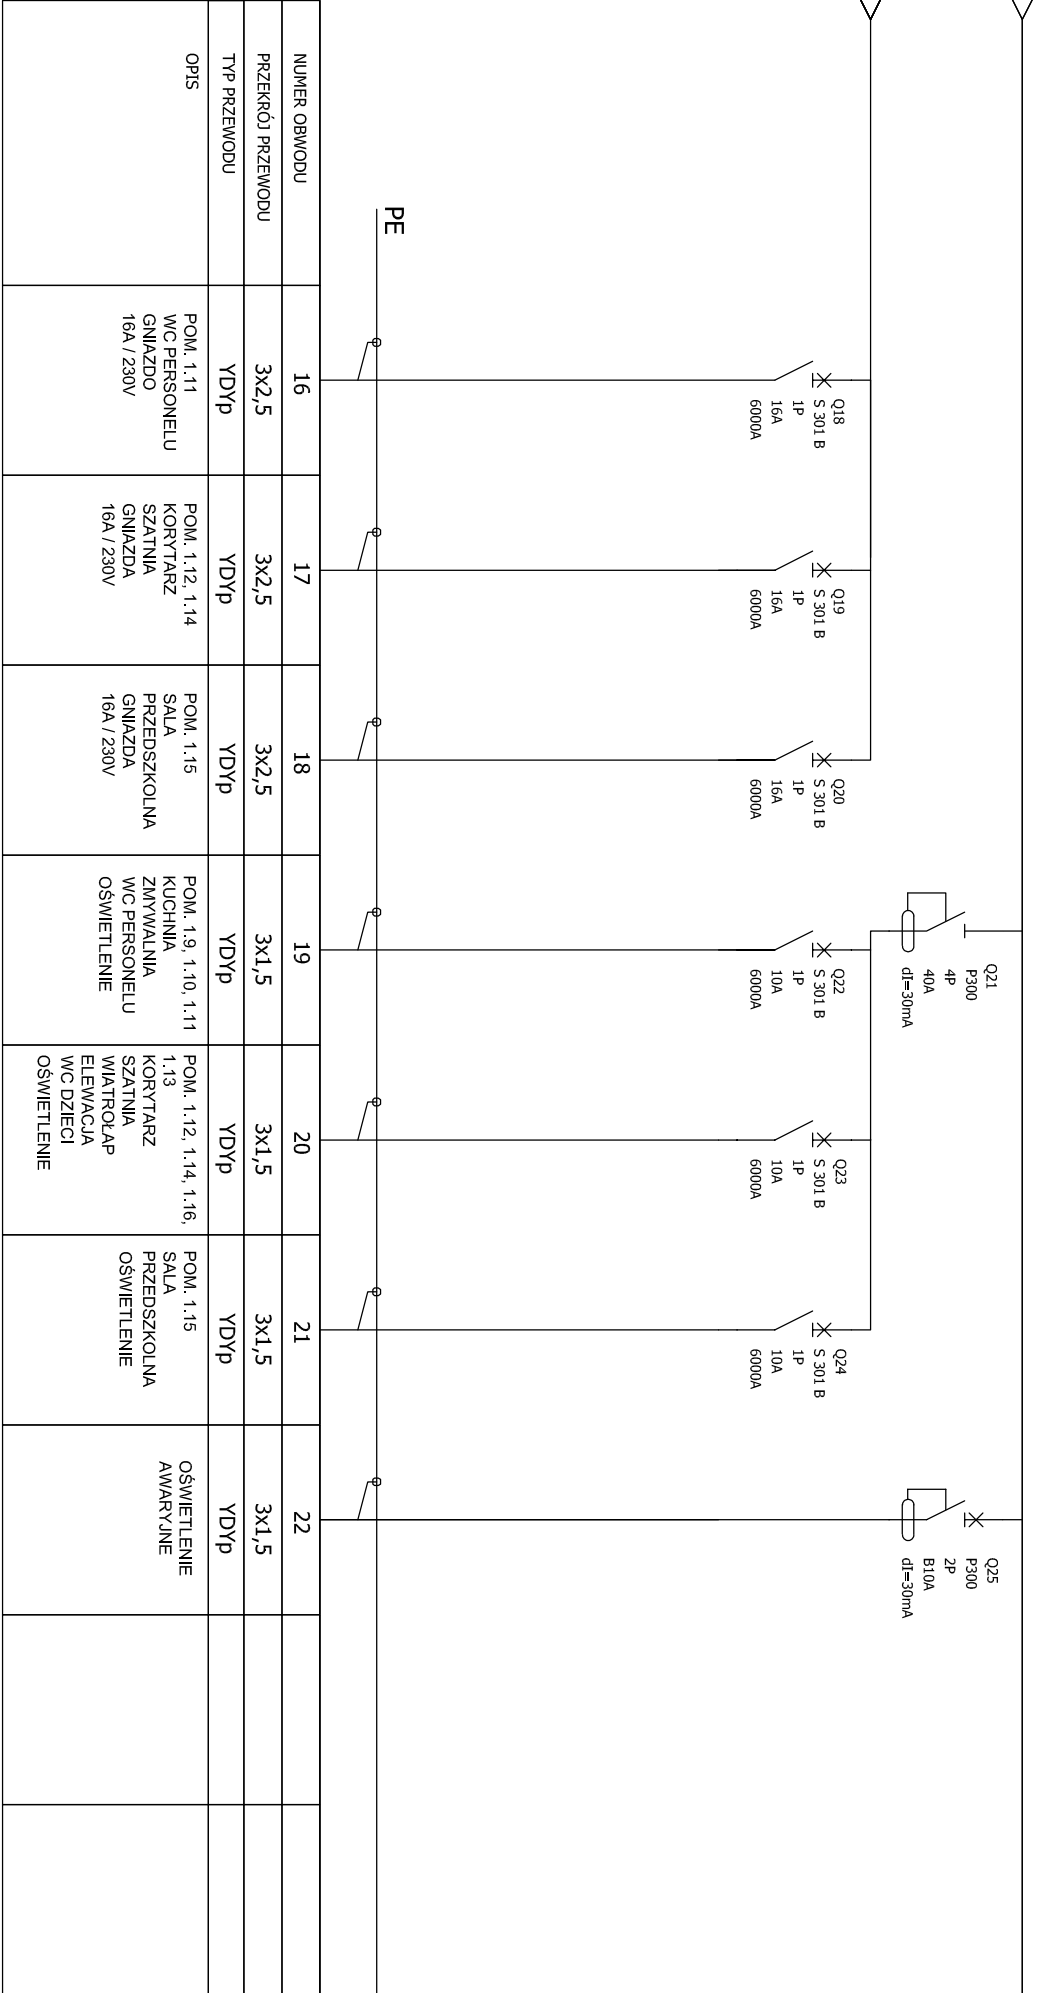 Q21
P300
4P
40A
dI=30mA
Q25
P300
2P
B10A
dI=30mA
Q18
S 301 B
1P
16A
6000A
Q19
S 301 B
1P
16A
6000A
Q20
S 301 B
1P
16A
6000A
Q22
S 301 B
1P
10A
6000A
Q23
S 301 B
1P
10A
6000A
Q24
S 301 B
1P
10A
6000A
PE
NUMER OBWODU
16
17
18
19
20
21
22
PRZEKRÓJ PRZEWODU
3x2,5
3x2,5
3x2,5
3x1,5
3x1,5
3x1,5
3x1,5
TYP PRZEWODU
YDYp
YDYp
YDYp
YDYp
YDYp
YDYp
YDYp
OPIS
POM. 1.11
WC PERSONELU
GNIAZDO
16A / 230V
POM. 1.12, 1.14
KORYTARZ
SZATNIA
GNIAZDA
16A / 230V
POM. 1.15
SALA
PRZEDSZKOLNA
GNIAZDA
16A / 230V
POM. 1.9, 1.10, 1.11
KUCHNIA
ZMYWALNIA
WC PERSONELU
OŚWIETLENIE
POM. 1.12, 1.14, 1.16,
1.13
KORYTARZ
SZATNIA
WIATROŁAP
ELEWACJA
WC DZIECI
OŚWIETLENIE
POM. 1.15
SALA
PRZEDSZKOLNA
OŚWIETLENIE
OŚWIETLENIE
AWARYJNE